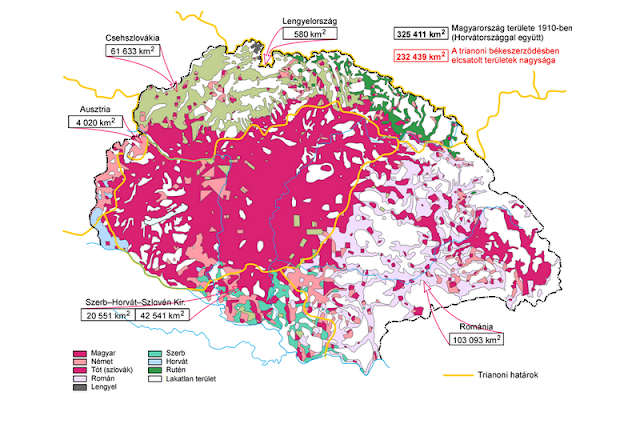 Csehszlovákia
61 633 km²
Lengyelország
580 km²
325 411 km²
Magyarország területe 1910-ben
(Horvátországgal együtt)
232 439 km²
A trianoni békeszerződésben
elcsatolt területek nagysága
Ausztria
4 020 km²
Szerb–Horvát–Szlovén Kir.
20 551 km²
42 541 km²
Románia
103 093 km²
Magyar
Német
Tót (szlovák)
Román
Lengyel
Szerb
Horvát
Rutén
Lakatlan terület
Trianoni határok